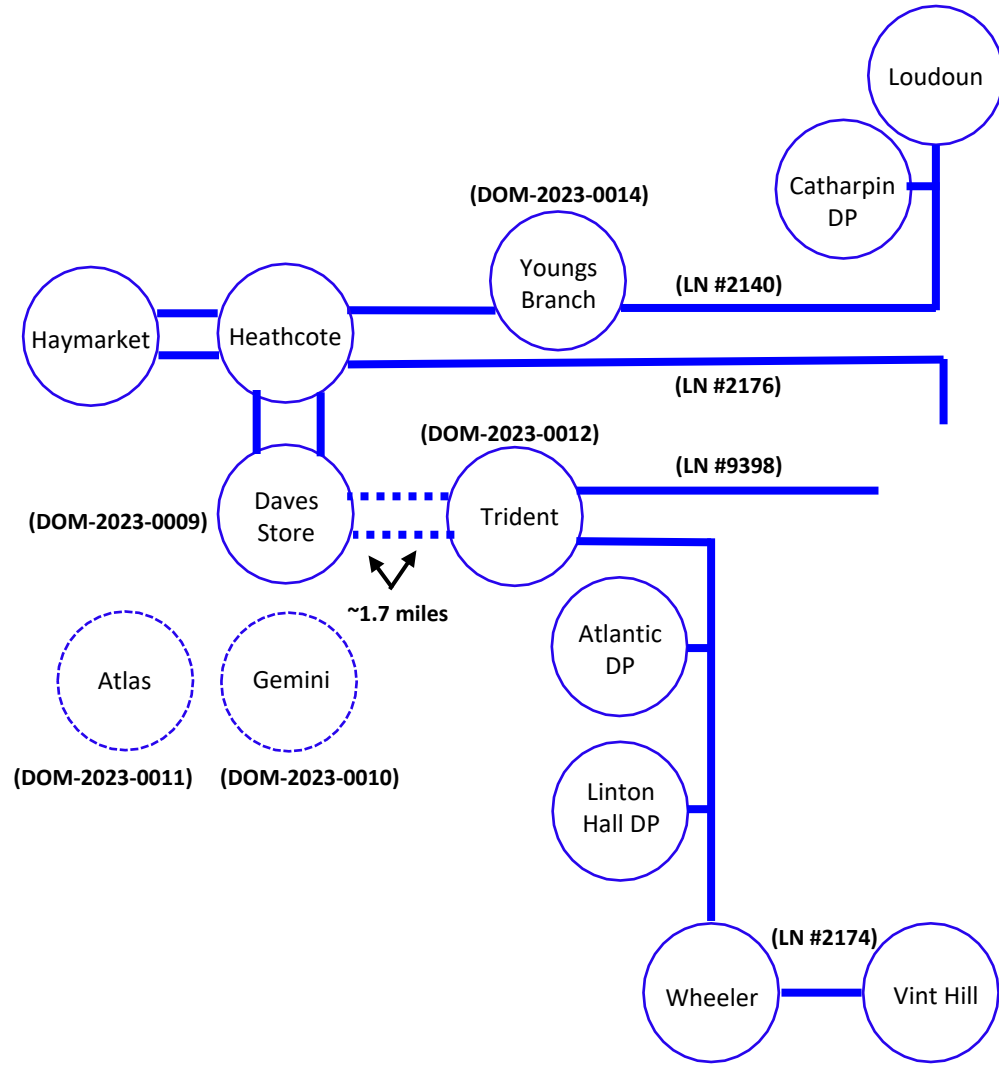 Loudoun
Catharpin
DP
(DOM-2023-0014)
Youngs
Branch
(LN #2140)
Haymarket
Heathcote
(LN #2176)
(DOM-2023-0012)
(LN #9398)
Daves
Store
(DOM-2023-0009)
Trident
~1.7 miles
Atlantic
DP
Atlas
Gemini
(DOM-2023-0011)
(DOM-2023-0010)
Linton
Hall DP
(LN #2174)
Wheeler
Vint Hill